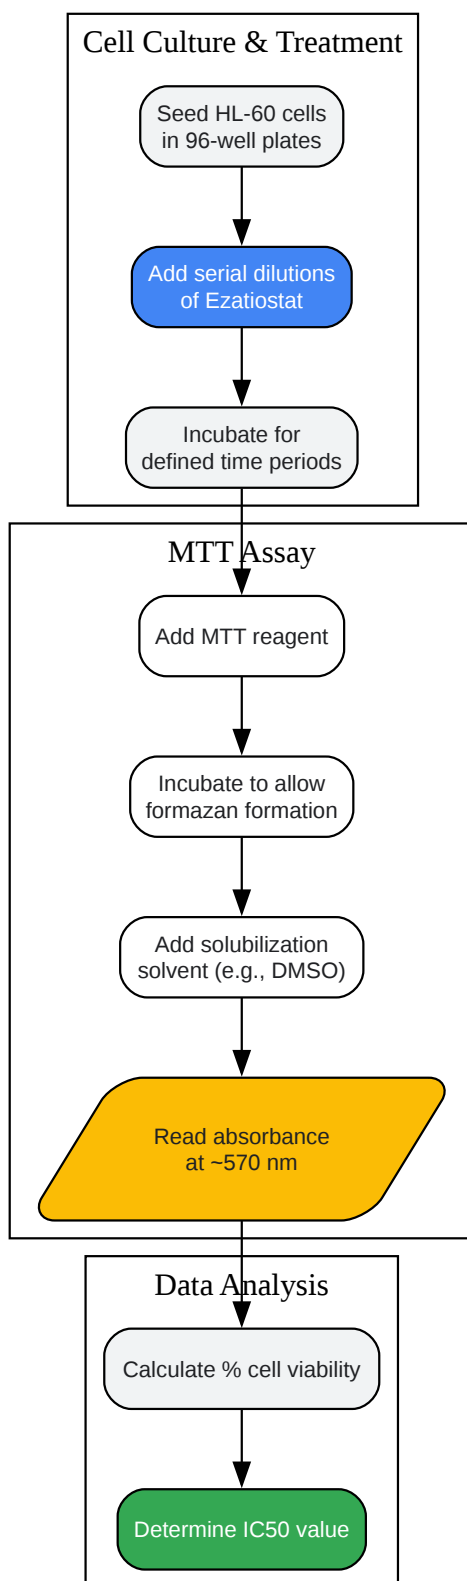 Cell Culture & Treatment
Seed HL-60 cells
in 96-well plates
Add serial dilutions
of Ezatiostat
Incubate for
defined time periods
MTT Assay
Add MTT reagent
Incubate to allow
formazan formation
Add solubilization
solvent (e.g., DMSO)
Read absorbance
at ~570 nm
Data Analysis
Calculate % cell viability
Determine IC50 value